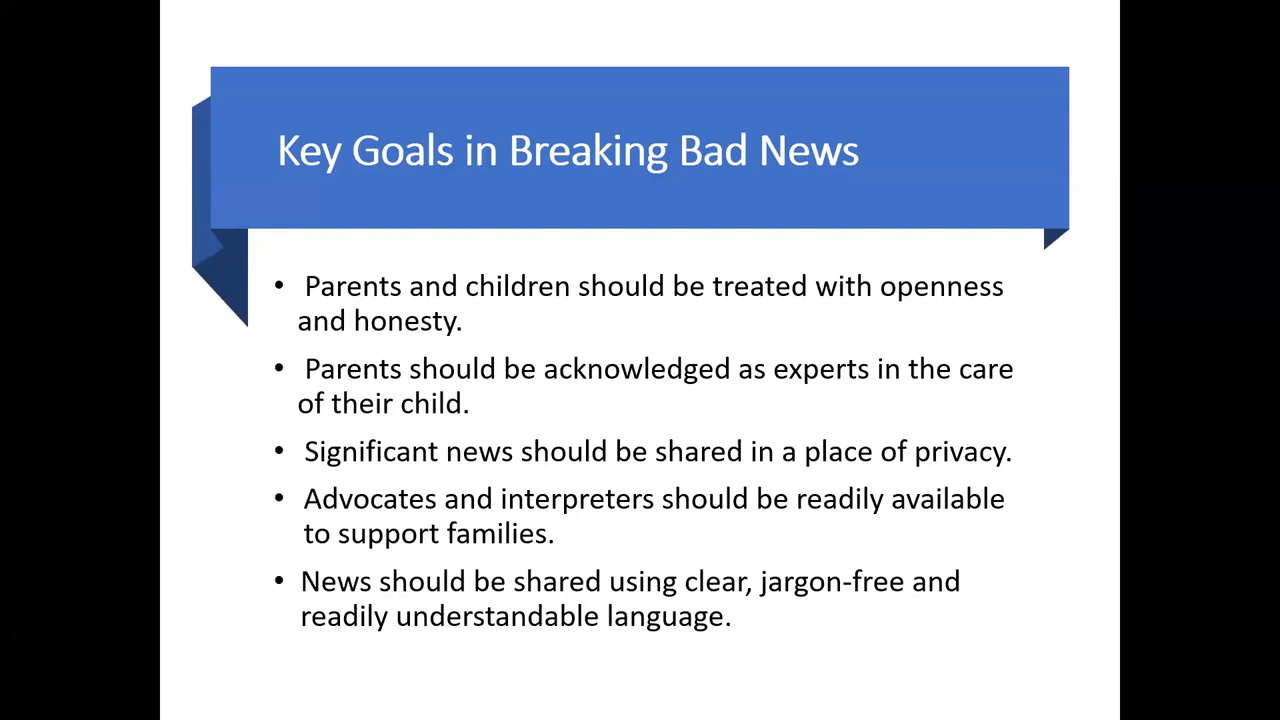 Key Goals in Breaking Bad News
• Parents and children should be treated with openness
and honesty.
• Parents should be acknowledged as experts in the care
of their child.
• Significant news should be shared in a place of privacy.
• Advocates and interpreters should be readily available
to support families.
• News should be shared using clear, jargon-free and
readily understandable language.